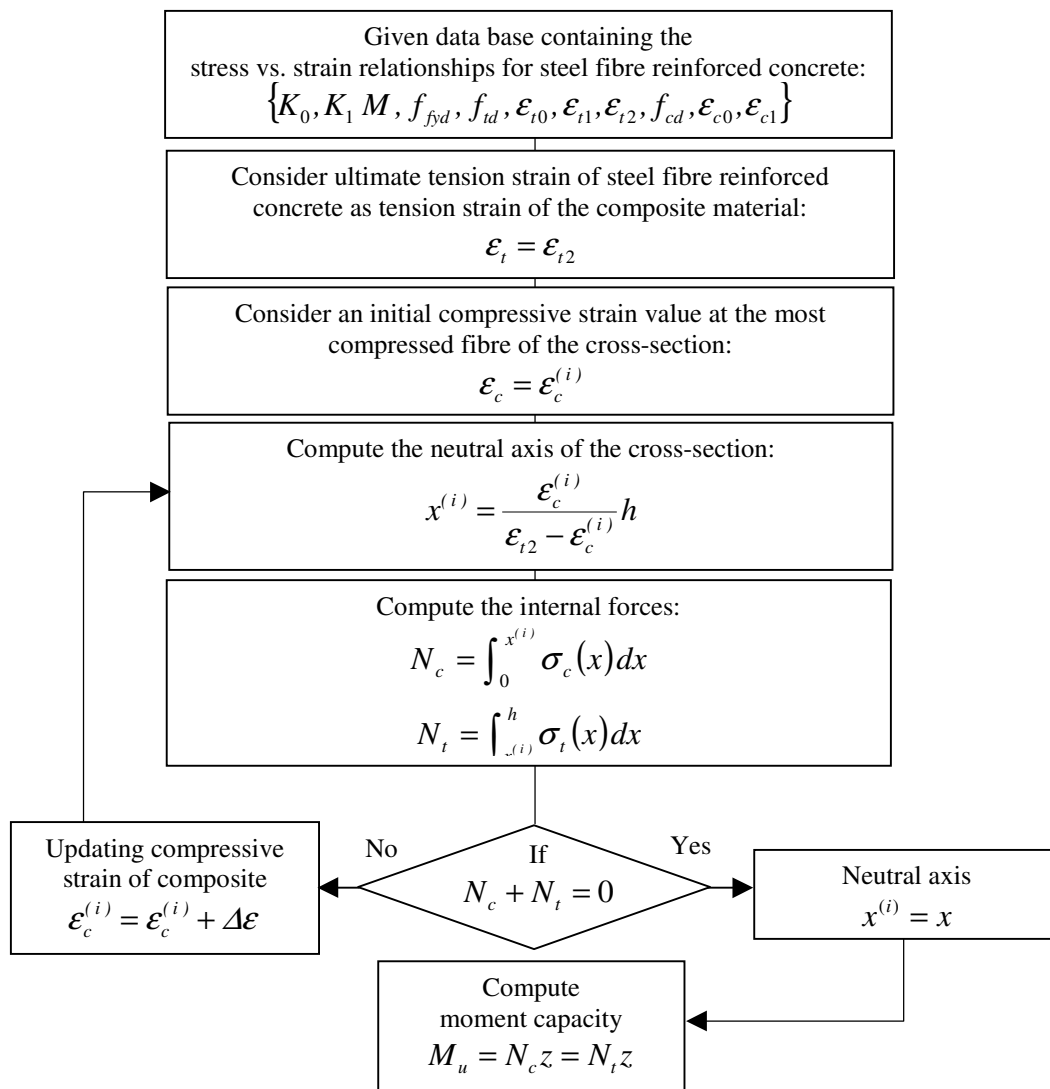 Given data base containing the
stress vs. strain relationships for steel fibre reinforced concrete:
{K₀, K₁ M, f_fyd, f_td, ε_t0, ε_t1, ε_t2, f_cd, ε_c0, ε_c1}
Consider ultimate tension strain of steel fibre reinforced
concrete as tension strain of the composite material:
ε_t = ε_t2
Consider an initial compressive strain value at the most
compressed fibre of the cross-section:
ε_c = ε_c^(i)
Compute the neutral axis of the cross-section:
x^(i) = ε_c^(i) / (ε_t2 − ε_c^(i)) h
Compute the internal forces:
N_c = ∫_0^x^(i) σ_c(x)dx
N_t = ∫_x^(i)^h σ_t(x)dx
No
If
Yes
N_c + N_t = 0
Updating compressive
strain of composite
ε_c^(i) = ε_c^(i) + Δε
Neutral axis
x^(i) = x
Compute
moment capacity
M_u = N_c z = N_t z